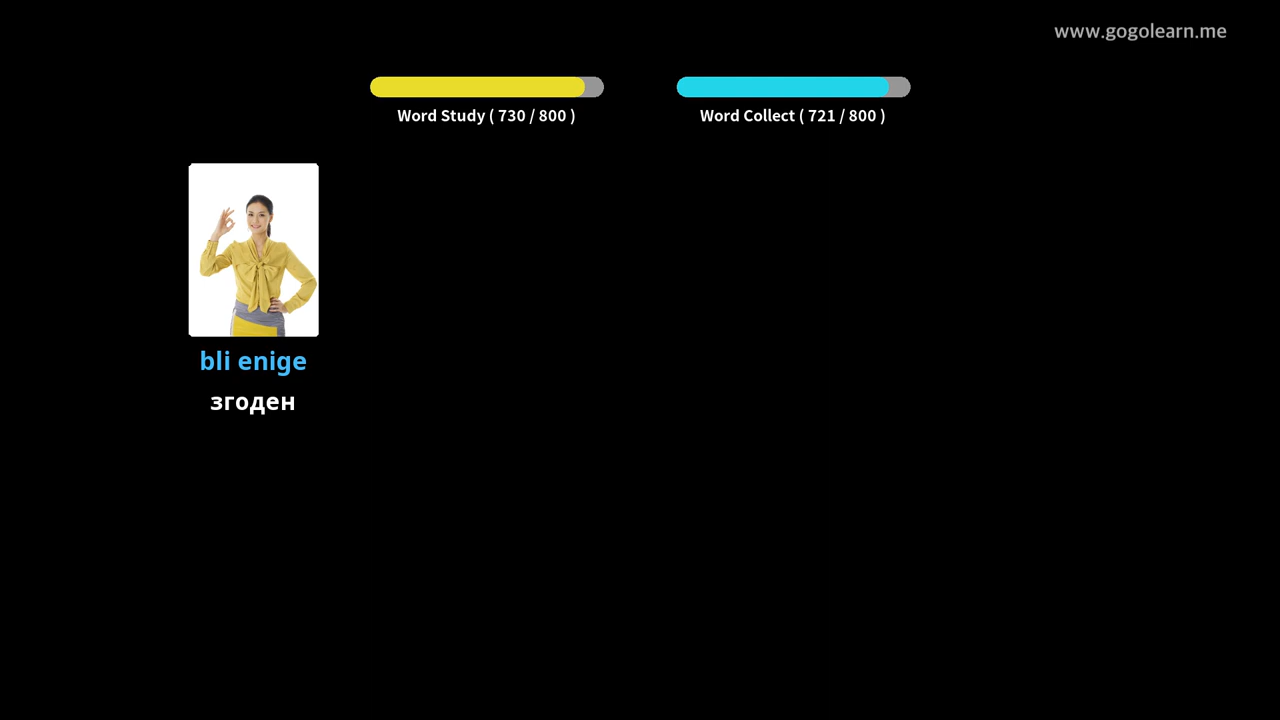 www.gogolearn.me
Word Study ( 730 / 800 )
Word Collect ( 721 / 800 )
bli enige
згоден